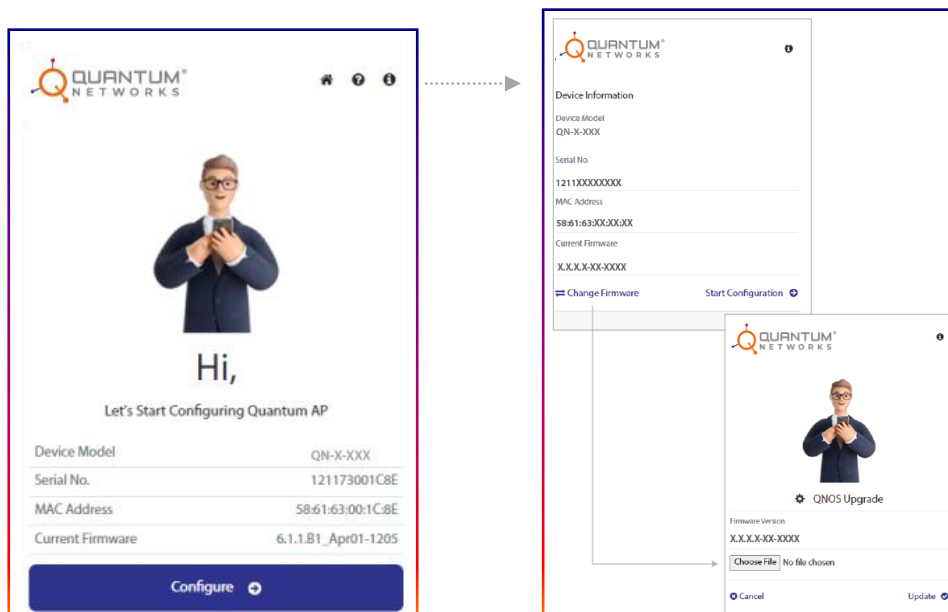 QUANTUM®
NETWORKS
Hi,
Let's Start Configuring Quantum AP
Device Model QN-X-XXX
Serial No. 121173001C8E
MAC Address 58:61:63:00:1C:8E
Current Firmware 6.1.1.B1_Apr01-1205
Configure
QUANTUM®
NETWORKS
Device Information
Device Model
QN-X-XXX
Serial No.
1211XXXXXXXX
MAC Address
58:61:63:XX:XX:XX
Current Firmware
X.X.X.X-XX-XXXX
Change Firmware Start Configuration
QUANTUM®
NETWORKS
QNOS Upgrade
Firmware Version
X.X.X.X-XX-XXXX
Choose File No file chosen
Cancel Update